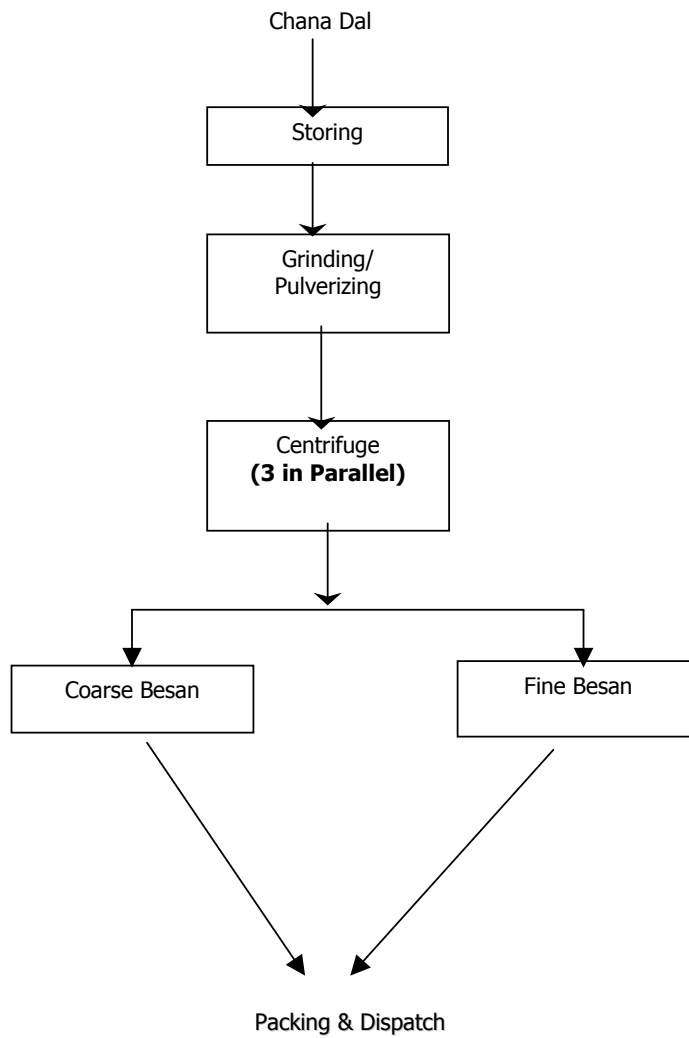 Chana Dal
Storing
Grinding/
Pulverizing
Centrifuge
(3 in Parallel)
Coarse Besan
Fine Besan
Packing & Dispatch